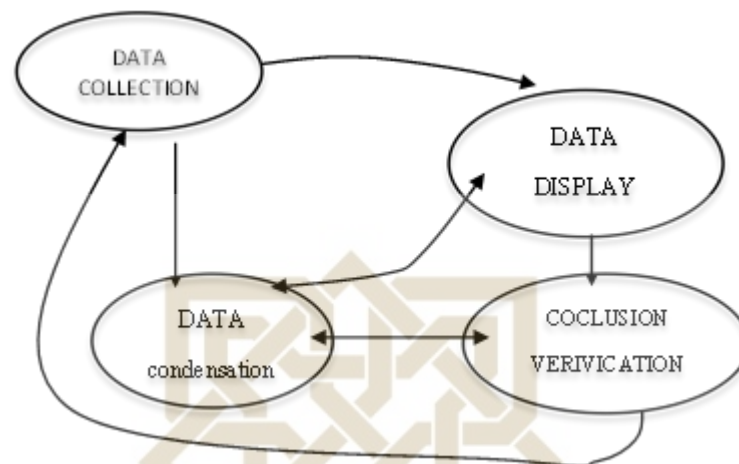 DATA
COLLECTION
DATA
DISPLAY
DATA
condensation
COCLUSION
VERIVICATION